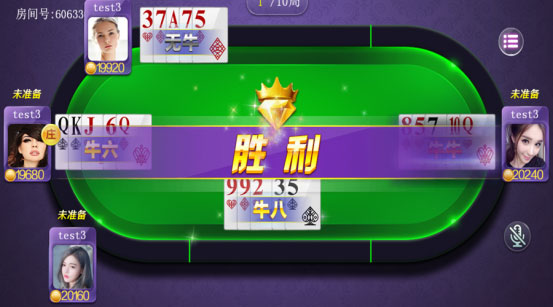 房间号:60633
1 /10局
test3
19920
37A75
无牛
未准备
test3
庄
19680
QKJ 6Q
牛六
胜利
857 10Q
未准备
test3
20240
992 35
牛八
未准备
test3
20160